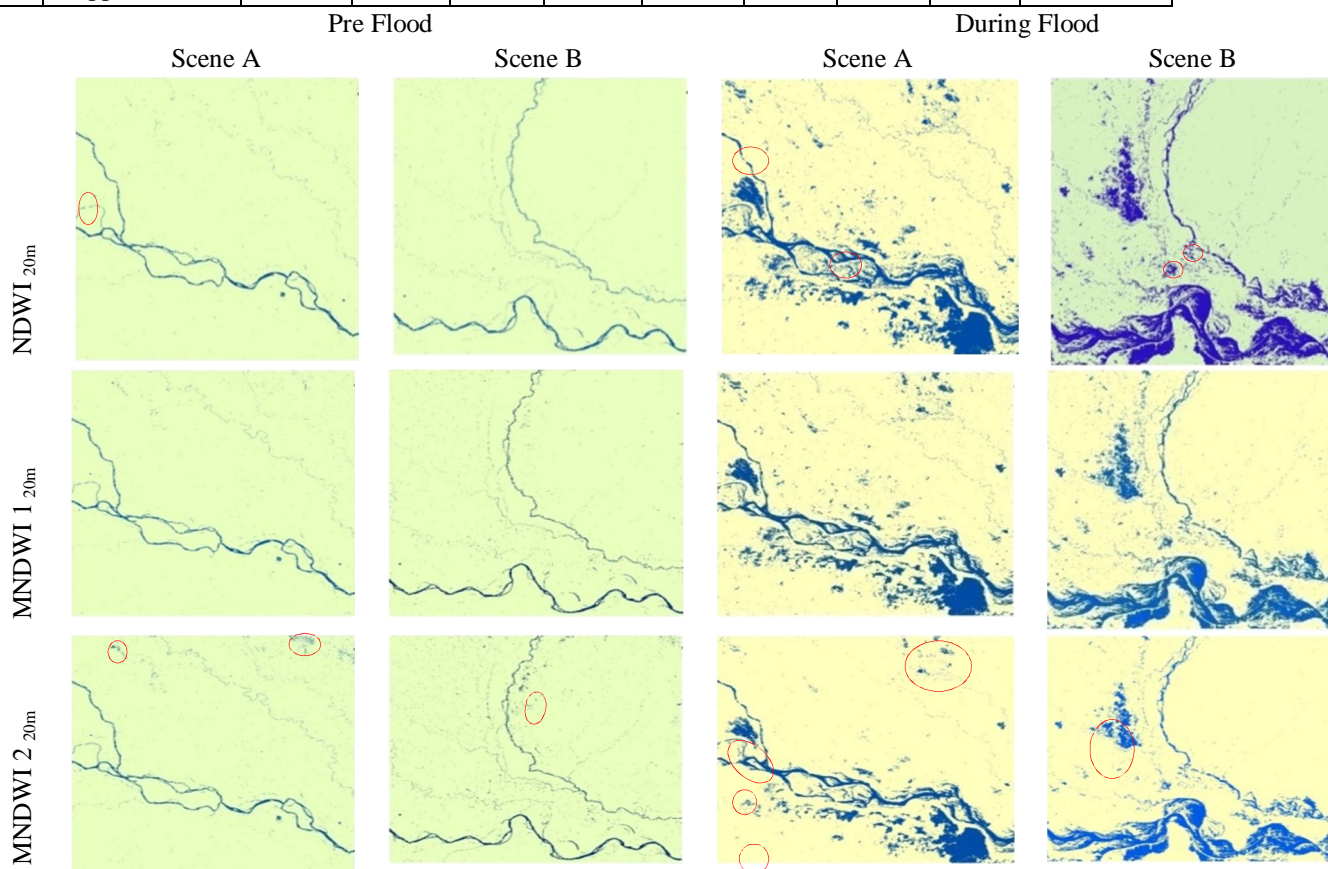 Pre Flood During Flood
Scene A Scene B Scene A Scene B
NDWI 20m
MNDWI 1 20m
MNDWI 2 20m